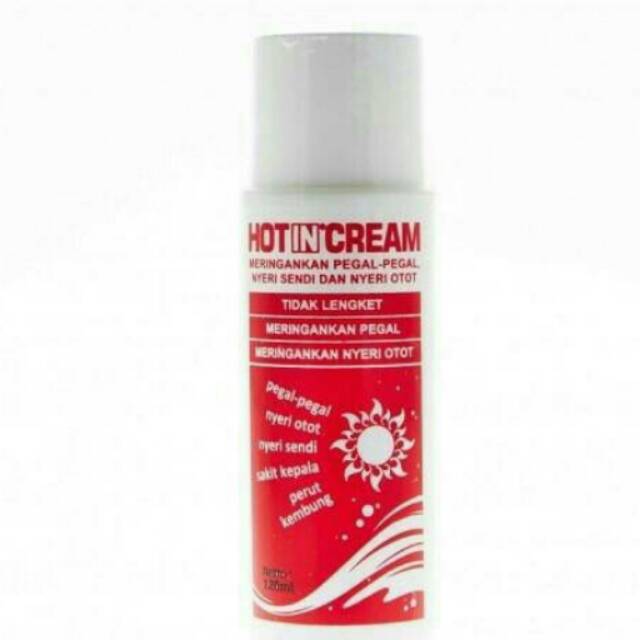 HOT IN CREAM
MERINGANKAN PEGAL-PEGAL,
NYERI SENDI DAN NYERI OTOT
TIDAK LENGKET
MERINGANKAN PEGAL
MERINGANKAN NYERI OTOT
pegal-pegal
nyeri otot
nyeri sendi
sakit kepala
perut
kembung
netto :
120ml